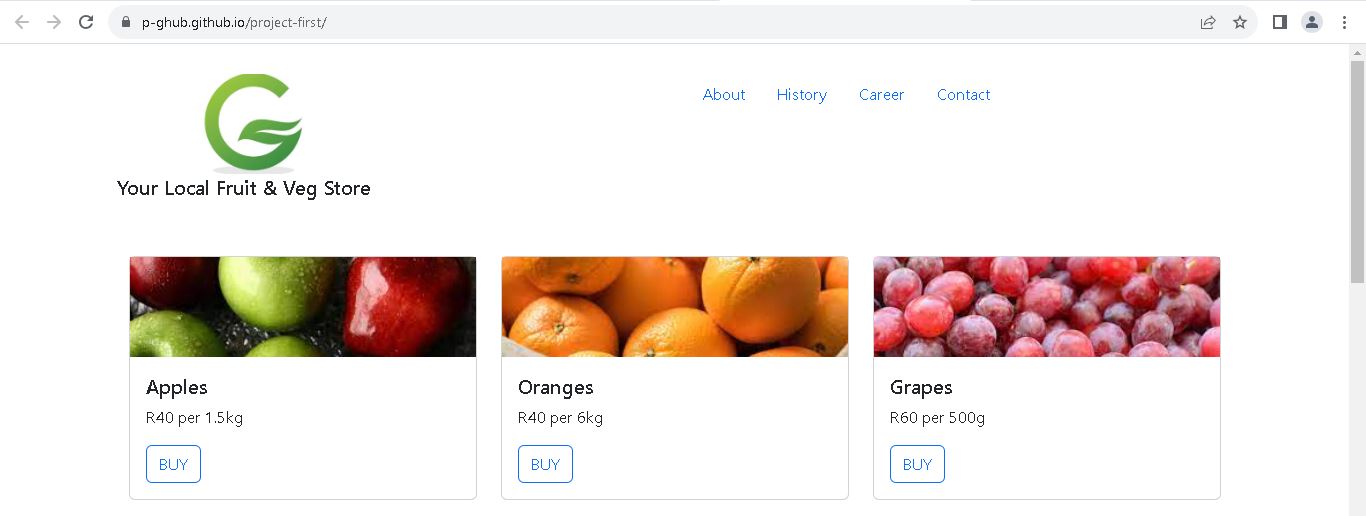 p-ghub.github.io/project-first/
About History Career Contact
Your Local Fruit & Veg Store
Apples
R40 per 1.5kg
BUY
Oranges
R40 per 6kg
BUY
Grapes
R60 per 500g
BUY